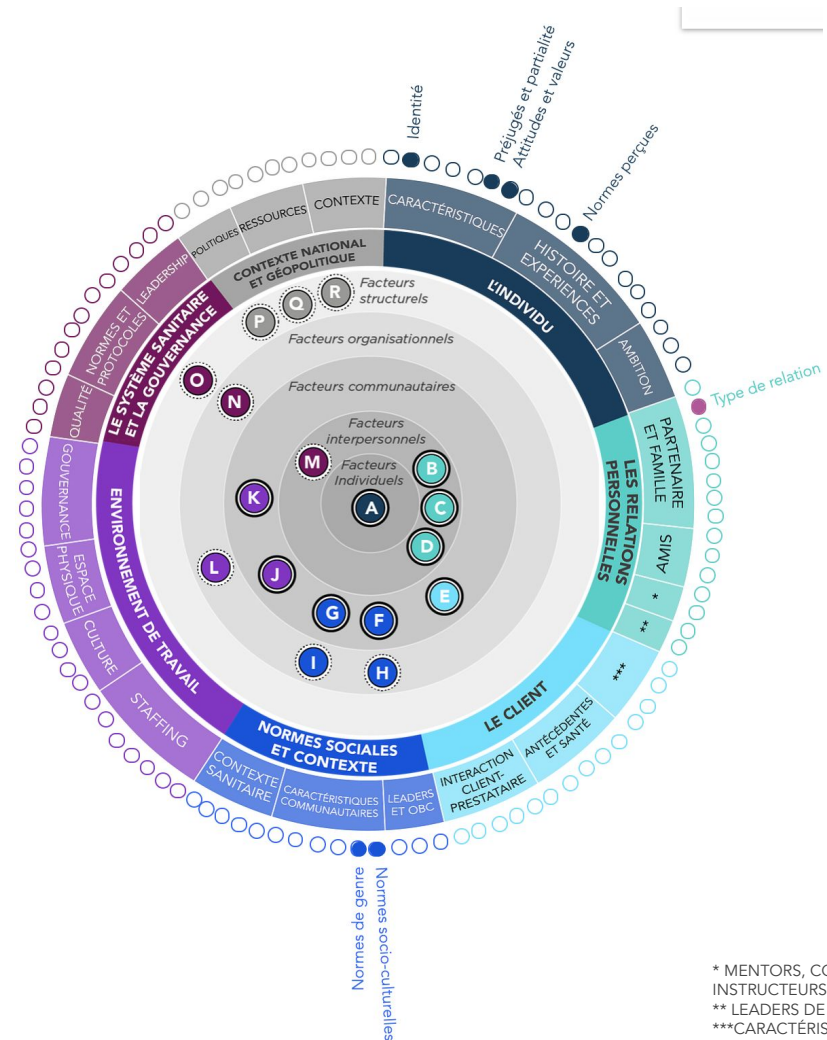 Identité
Préjugés et partialité
Attitudes et valeurs
Normes perçues
Type de relation
POLITIQUES
RESSOURCES
CONTEXTE
CARACTÉRISTIQUES
HISTOIRE ET
EXPERIENCES
AMBITION
PARTENAIRE
ET FAMILLE
AMIS
*
**
***
ANTÉCÉDENTES
ET SANTÉ
INTERACTION
CLIENT-
PRESTATAIRE
LEADERS
ET OBC
CARACTÉRISTIQUES
COMMUNAUTAIRES
CONTEXTE
SANITAIRE
STAFFING
CULTURE
ESPACE
PHYSIQUE
GOUVERNANCE
QUALITÉ
NORMES ET
PROTOCOLES
LEADERSHIP
CONTEXTE NATIONAL
ET GÉOPOLITIQUE
L'INDIVIDU
LES RELATIONS
PERSONNELLES
LE CLIENT
NORMES SOCIALES
ET CONTEXTE
ENVIRONNEMENT DE TRAVAIL
LE SYSTÈME SANITAIRE
ET LA GOUVERNANCE
Facteurs
structurels
Facteurs organisationnels
Facteurs communautaires
Facteurs
interpersonnels
Facteurs
Individuels
P
Q
R
O
N
M
B
K
A
C
D
L
J
E
G
F
I
H
Normes de genre
Normes socio-culturelles
* MENTORS, CO
INSTRUCTEURS
** LEADERS DE
***CARACTÉRIS